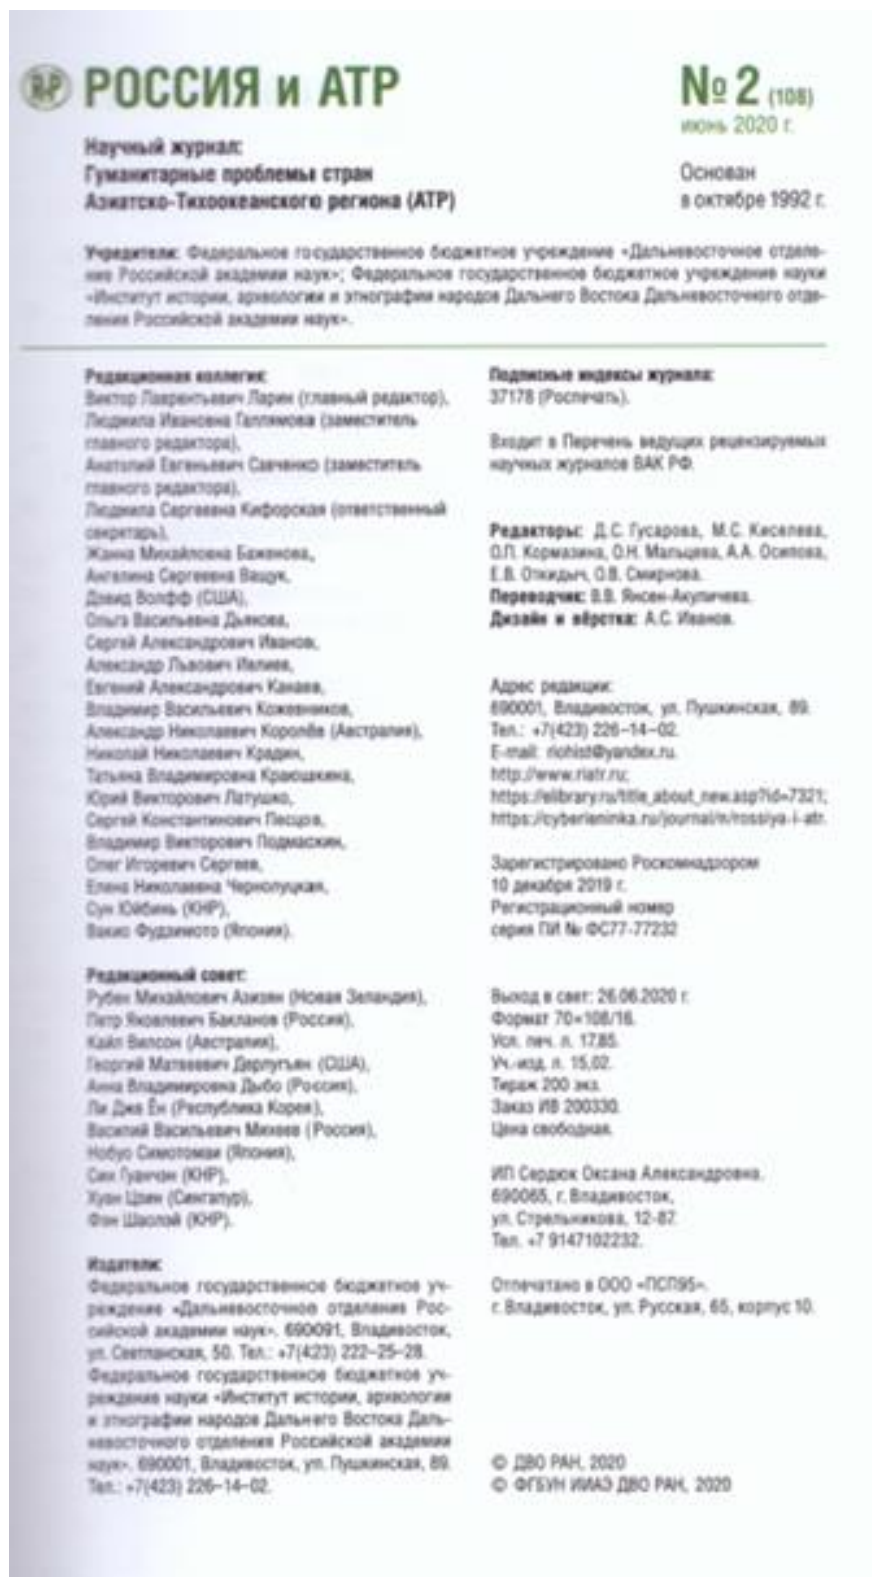 РОССИЯ и АТР
№ 2 (108)
июнь 2020 г.
Научный журнал:
Гуманитарные проблемы стран
Азиатско-Тихоокеанского региона (АТР)
Основан
в октябре 1992 г.
Учредители: Федеральное государственное бюджетное учреждение «Дальневосточное отделе-
ние Российской академии наук»; Федеральное государственное бюджетное учреждение науки
«Институт истории, археологии и этнографии народов Дальнего Востока Дальневосточного отде-
ления Российской академии наук».
Редакционная коллегия:
Виктор Лаврентьевич Ларин (главный редактор),
Людмила Ивановна Галлямова (заместитель
главного редактора),
Анатолий Евгеньевич Савченко (заместитель
главного редактора),
Людмила Сергеевна Кифорская (ответственный
секретарь),
Жанна Михайловна Баженова,
Ангелина Сергеевна Ващук,
Дэвид Волфф (США),
Ольга Васильевна Дьякова,
Сергей Александрович Иванов,
Александр Львович Ивлиев,
Евгений Александрович Канаев,
Владимир Васильевич Кожевников,
Александр Николаевич Королёв (Австралия),
Николай Николаевич Крадин,
Татьяна Владимировна Краюшкина,
Юрий Викторович Латушко,
Сергей Константинович Песцов,
Владимир Викторович Подмаскин,
Олег Игоревич Сергеев,
Елена Николаевна Чернолуцкая,
Сун Юйбинь (КНР),
Вакио Фудзимото (Япония).
Редакционный совет:
Рубен Михайлович Азизян (Новая Зеландия),
Петр Яковлевич Бакланов (Россия),
Кайл Вилсон (Австралия),
Георгий Матвеевич Дерлугьян (США),
Анна Владимировна Дыбо (Россия),
Ли Дже Ён (Республика Корея),
Василий Васильевич Михеев (Россия),
Нобуо Симотомаи (Япония),
Син Гуанчэн (КНР),
Хуан Цзин (Сингапур),
Фэн Шаолэй (КНР).
Издатели:
Федеральное государственное бюджетное уч-
реждение «Дальневосточное отделение Рос-
сийской академии наук». 690091, Владивосток,
ул. Светланская, 50. Тел.: +7(423) 222–25–28.
Федеральное государственное бюджетное уч-
реждение науки «Институт истории, археологии
и этнографии народов Дальнего Востока Даль-
невосточного отделения Российской академии
наук». 690001, Владивосток, ул. Пушкинская, 89.
Тел.: +7(423) 226–14–02.
Подписные индексы журнала:
37178 (Роспечать).
Входит в Перечень ведущих рецензируемых
научных журналов ВАК РФ.
Редакторы: Д.С. Гусарова, М.С. Киселева,
О.П. Кормазина, О.Н. Мальцева, А.А. Осипова,
Е.В. Откидыч, О.В. Смирнова.
Переводчик: В.В. Янсен-Акуличева.
Дизайн и вёрстка: А.С. Иванов.
Адрес редакции:
690001, Владивосток, ул. Пушкинская, 89.
Тел.: +7(423) 226–14–02.
E-mail: riohist@yandex.ru.
http://www.riatr.ru;
https://elibrary.ru/title_about_new.asp?id=7321;
https://cyberleninka.ru/journal/n/rossiya-i-atr.
Зарегистрировано Роскомнадзором
10 декабря 2019 г.
Регистрационный номер
серия ПИ № ФС77-77232
Выход в свет: 26.06.2020 г.
Формат 70×108/16.
Усл. печ. л. 17,85.
Уч.-изд. л. 15,02.
Тираж 200 экз.
Заказ ИВ 200330.
Цена свободная.
ИП Сердюк Оксана Александровна.
690065, г. Владивосток,
ул. Стрельникова, 12-87.
Тел. +7 9147102232.
Отпечатано в ООО «ПСП95».
г. Владивосток, ул. Русская, 65, корпус 10.
© ДВО РАН, 2020
© ФГБУН ИИАЭ ДВО РАН, 2020